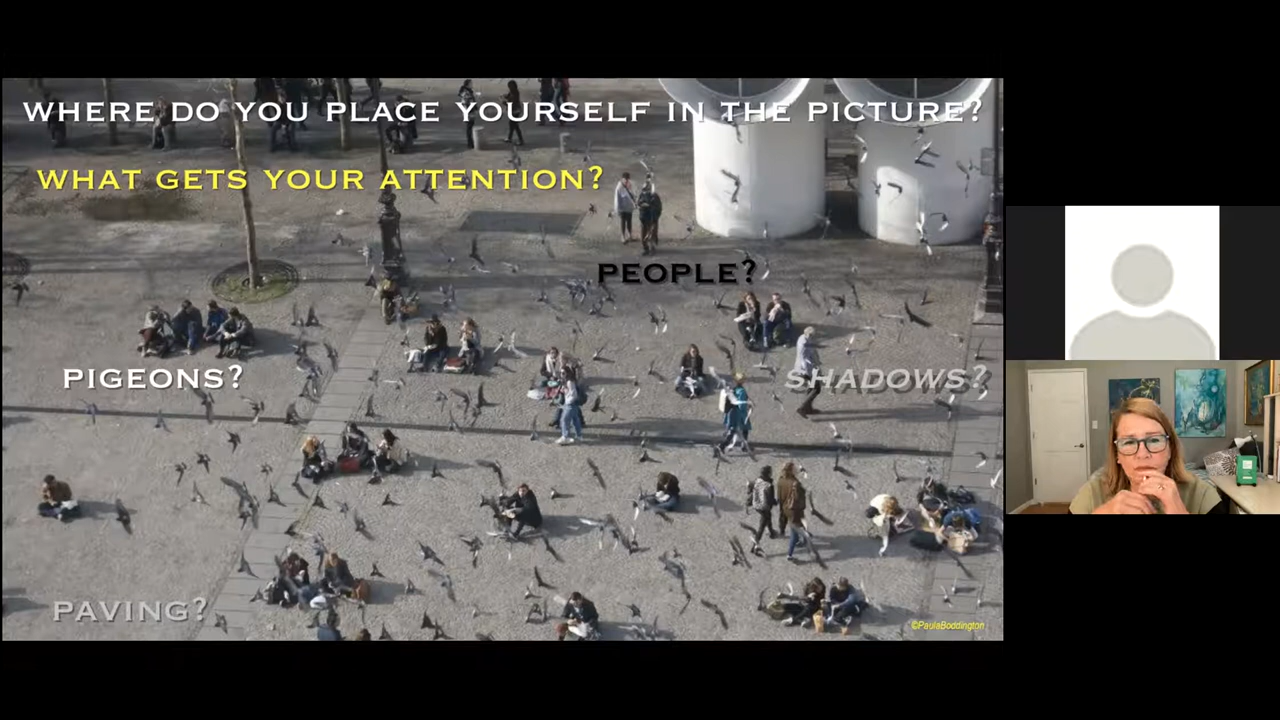 WHERE DO YOU PLACE YOURSELF IN THE PICTURE?
WHAT GETS YOUR ATTENTION?
PEOPLE?
PIGEONS?
SHADOWS?
PAVING?
©PaulaBoddington